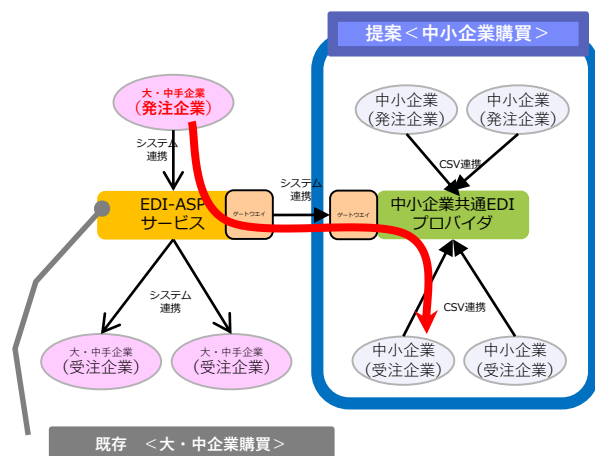 提案＜中小企業購買＞
大・中手企業
（発注企業）
中小企業
（発注企業）
中小企業
（発注企業）
システム
連携
CSV連携
EDI-ASP
サービス
ゲートウエイ
システム
連携
ゲートウエイ
中小企業共通EDI
プロバイダ
システム
連携
CSV連携
大・中手企業
（受注企業）
大・中手企業
（受注企業）
中小企業
（受注企業）
中小企業
（受注企業）
既存　＜大・中企業購買＞